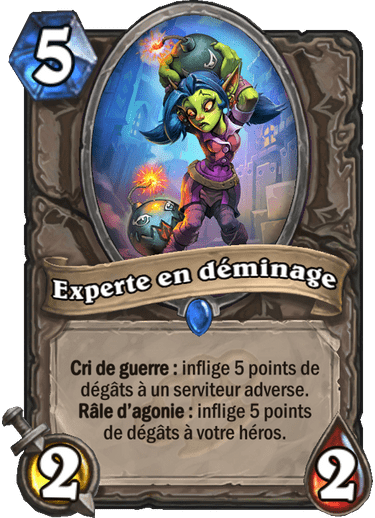 5
Experte en déminage
Cri de guerre : inflige 5 points de
dégâts à un serviteur adverse.
Râle d'agonie : inflige 5 points
de dégâts à votre héros.
2 2